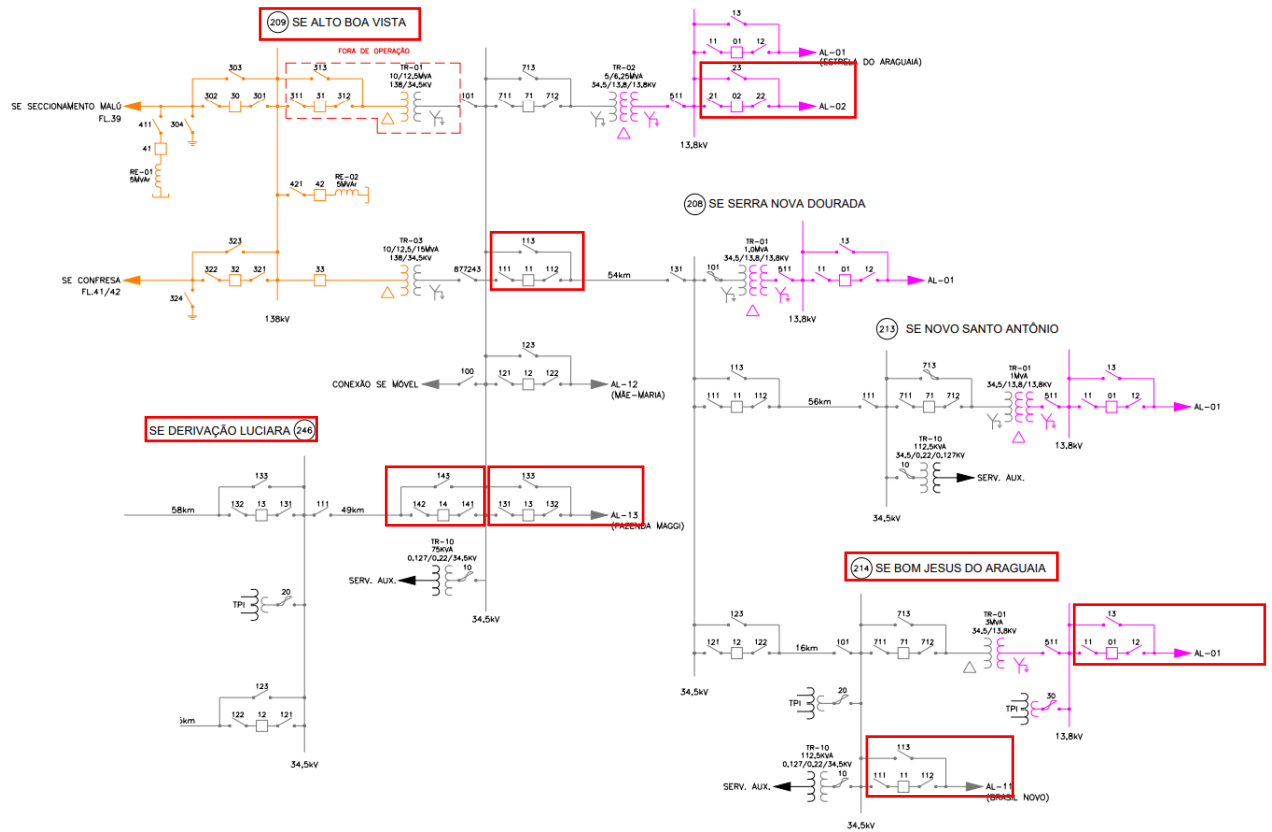 209 SE ALTO BOA VISTA
FORA DE OPERAÇÃO
303
302 30 301
SE SECCIONAMENTO MALÚ
FL.39
411
304
41
RE-01
5MVAr
313
311 31 312
TR-01
10/12,5MVA
138/34,5KV
101
713
711 71 712
TR-02
5/6,25MVA
34,5/13,8/13,8KV
511
13
11 01 12
AL-01
(ESTRELA DO ARAGUAIA)
23
21 02 22
AL-02
13,8kV
421 42
RE-02
5MVAr
323
322 32 321
SE CONFRESA
FL.41/42
324
138kV
33
TR-03
10/12,5/15MVA
138/34,5KV
877243
113
111 11 112
54km
131
208 SE SERRA NOVA DOURADA
101
TR-01
1,0MVA
34,5/13,8/13,8KV
511
13
11 01 12
AL-01
13,8kV
CONEXÃO SE MÓVEL
100
123
121 12 122
AL-12
(MÃE-MARIA)
213 SE NOVO SANTO ANTÔNIO
113
111 11 112
56km
111
713
711 71 712
TR-01
1MVA
34,5/13,8/13,8KV
511
13
11 01 12
AL-01
13,8kV
TR-10
112,5KVA
34,5/0,22/0,127KV
10
SERV. AUX.
34,5kV
SE DERIVAÇÃO LUCIARA 246
133
58km
132 13 131
111
49km
143
142 14 141
133
131 13 132
AL-13
(FAZENDA MAGGI)
TR-10
75KVA
0,127/0,22/34,5KV
SERV. AUX.
10
34,5kV
TPI
20
123
122 12 121
34,5kV
214 SE BOM JESUS DO ARAGUAIA
123
121 12 122
34,5kV
16km
101
713
711 71 712
TR-01
3MVA
34,5/13,8KV
511
13
11 01 12
AL-01
TPI
20
TPI
30
13,8kV
TR-10
112,5KVA
0,127/0,22/34,5KV
SERV. AUX.
10
113
111 11 112
AL-11
(BRASIL NOVO)
34,5kV